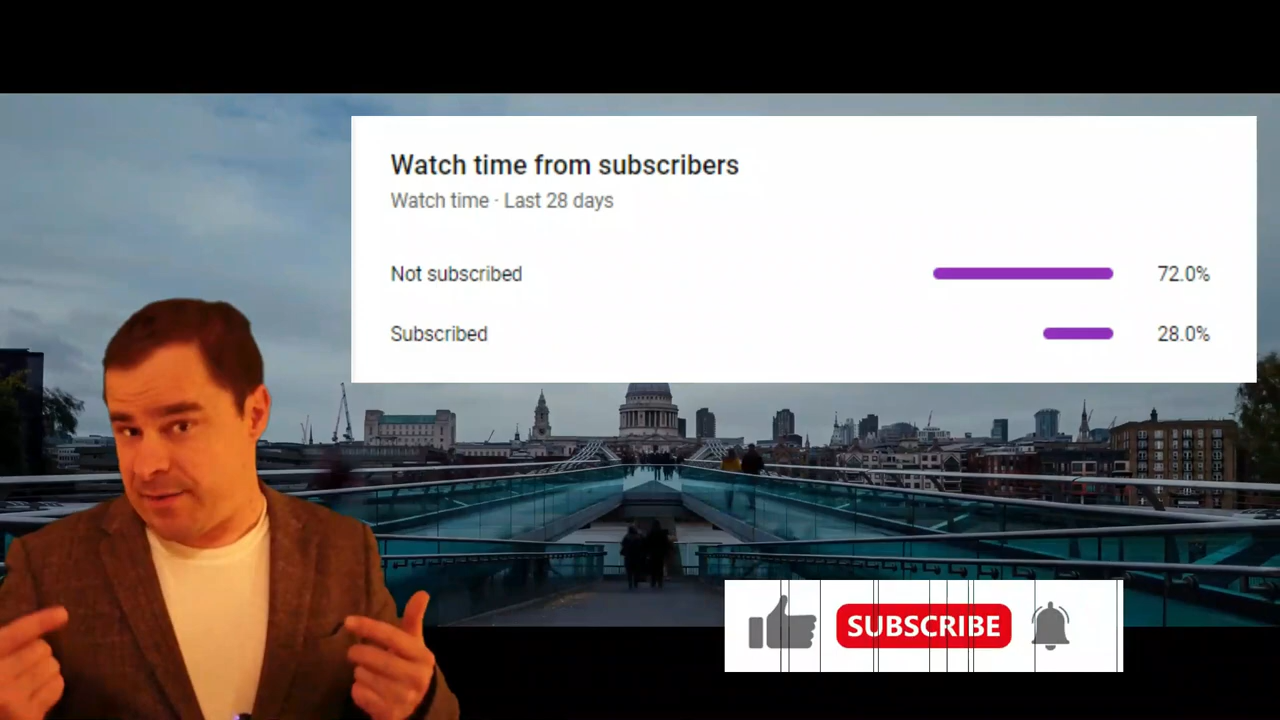 Watch time from subscribers
Watch time · Last 28 days
Not subscribed 72.0%
Subscribed 28.0%
SUBSCRIBE